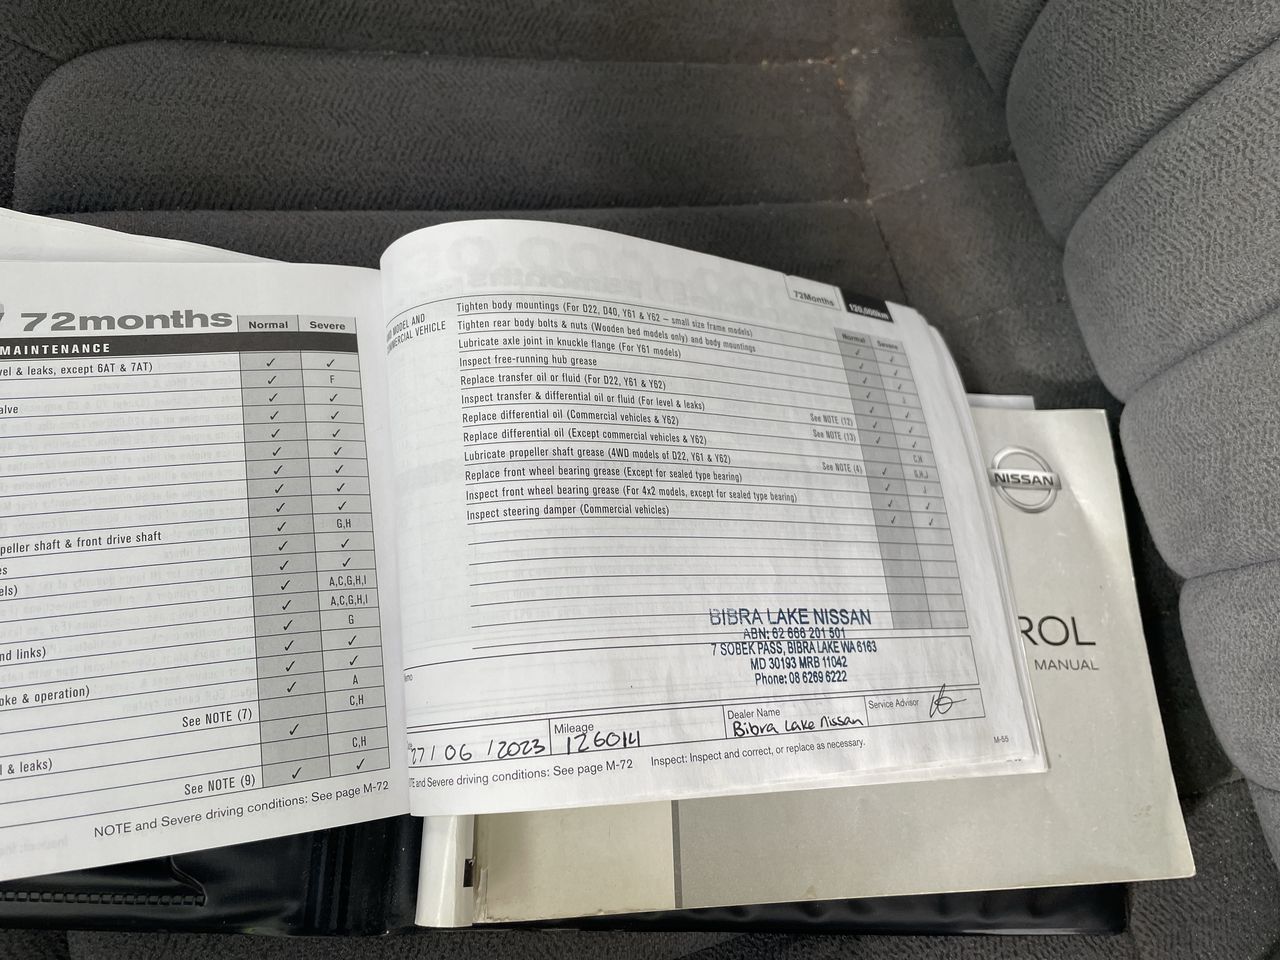 72months
Normal Severe
MAINTENANCE
vel & leaks, except 6AT & 7AT) ✓ ✓
✓ F
alve ✓ ✓
✓ ✓
✓ ✓
✓ ✓
✓ ✓
✓ ✓
✓ G,H
peller shaft & front drive shaft ✓ ✓
es ✓ ✓
els) ✓ A,C,G,H,I
✓ A,C,G,H,I
✓ G
nd links) ✓ ✓
✓ ✓
oke & operation) ✓ A
C,H
See NOTE (7) ✓
C,H
l & leaks)
See NOTE (9) ✓ ✓
NOTE and Severe driving conditions: See page M-72
72Months 120,000km
MODEL AND
COMMERCIAL VEHICLE
Normal Severe
Tighten body mountings (For D22, D40, Y61 & Y62 – small size frame models)
Tighten rear body bolts & nuts (Wooden bed models only) and body mountings
Lubricate axle joint in knuckle flange (For Y61 models)
Inspect free-running hub grease
Replace transfer oil or fluid (For D22, Y61 & Y62)
Inspect transfer & differential oil or fluid (For level & leaks)
Replace differential oil (Commercial vehicles & Y62) See NOTE (12)
Replace differential oil (Except commercial vehicles & Y62) See NOTE (13)
Lubricate propeller shaft grease (4WD models of D22, Y61 & Y62)
Replace front wheel bearing grease (Except for sealed type bearing) See NOTE (4)
Inspect front wheel bearing grease (For 4x2 models, except for sealed type bearing)
Inspect steering damper (Commercial vehicles)
BIBRA LAKE NISSAN
ABN: 62 666 201 501
7 SOBEK PASS, BIBRA LAKE WA 6163
MD 30193 MRB 11042
Phone: 08 6269 6222
27/06/2023
Mileage
126014
Dealer Name
Bibra Lake Nissan
Service Advisor
and Severe driving conditions: See page M-72 Inspect: Inspect and correct, or replace as necessary.
M-55
NISSAN
ROL
MANUAL